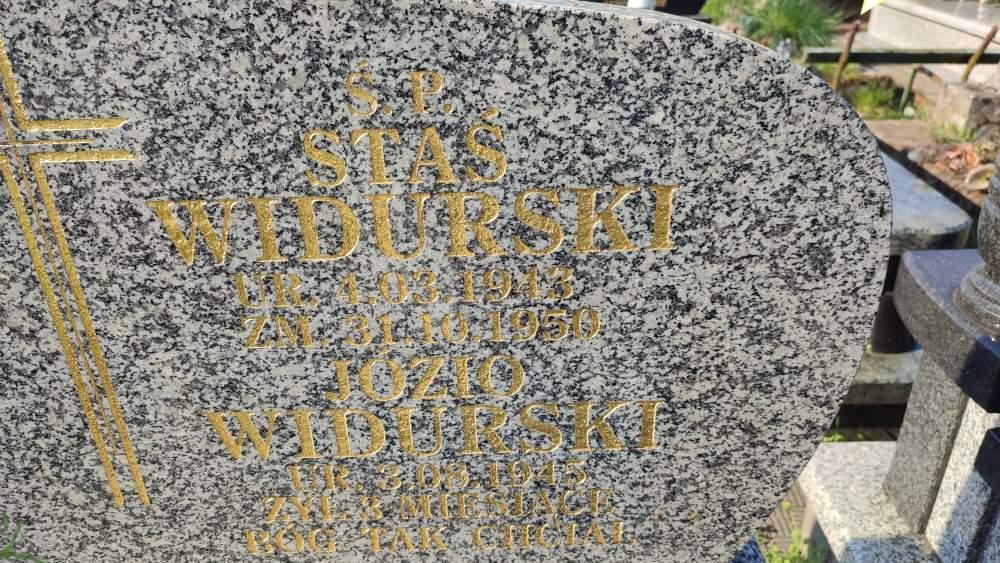 Ś. P.
STAŚ
WIDURSKI
UR. 4.03.1943
ZM. 31.10.1950
JÓZIO
WIDURSKI
UR. 3.08.1945
ŻYŁ 3 MIESIĄCE
BÓG TAK CHCIAŁ